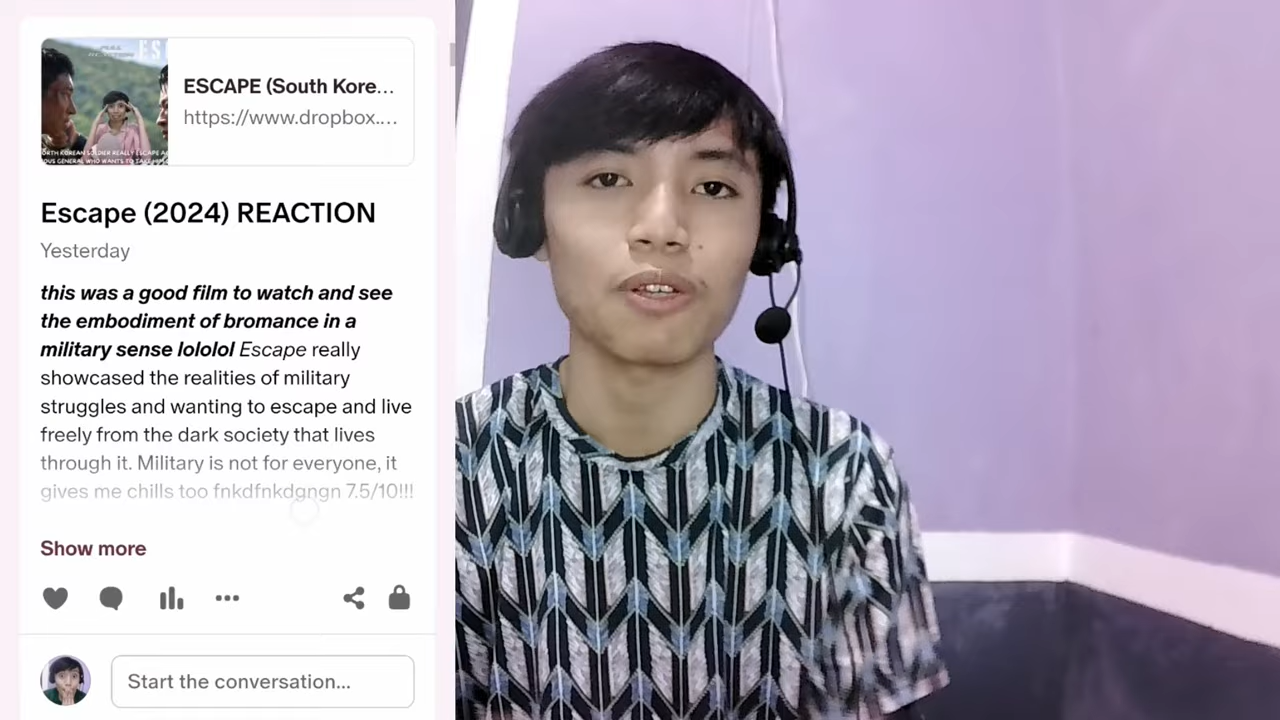 ESCAPE (South Kore...
https://www.dropbox....
Escape (2024) REACTION
Yesterday
this was a good film to watch and see
the embodiment of bromance in a
military sense lololol Escape really
showcased the realities of military
struggles and wanting to escape and live
freely from the dark society that lives
through it. Military is not for everyone, it
gives me chills too fnkdfnkdgngn 7.5/10!!!
Show more
Start the conversation...